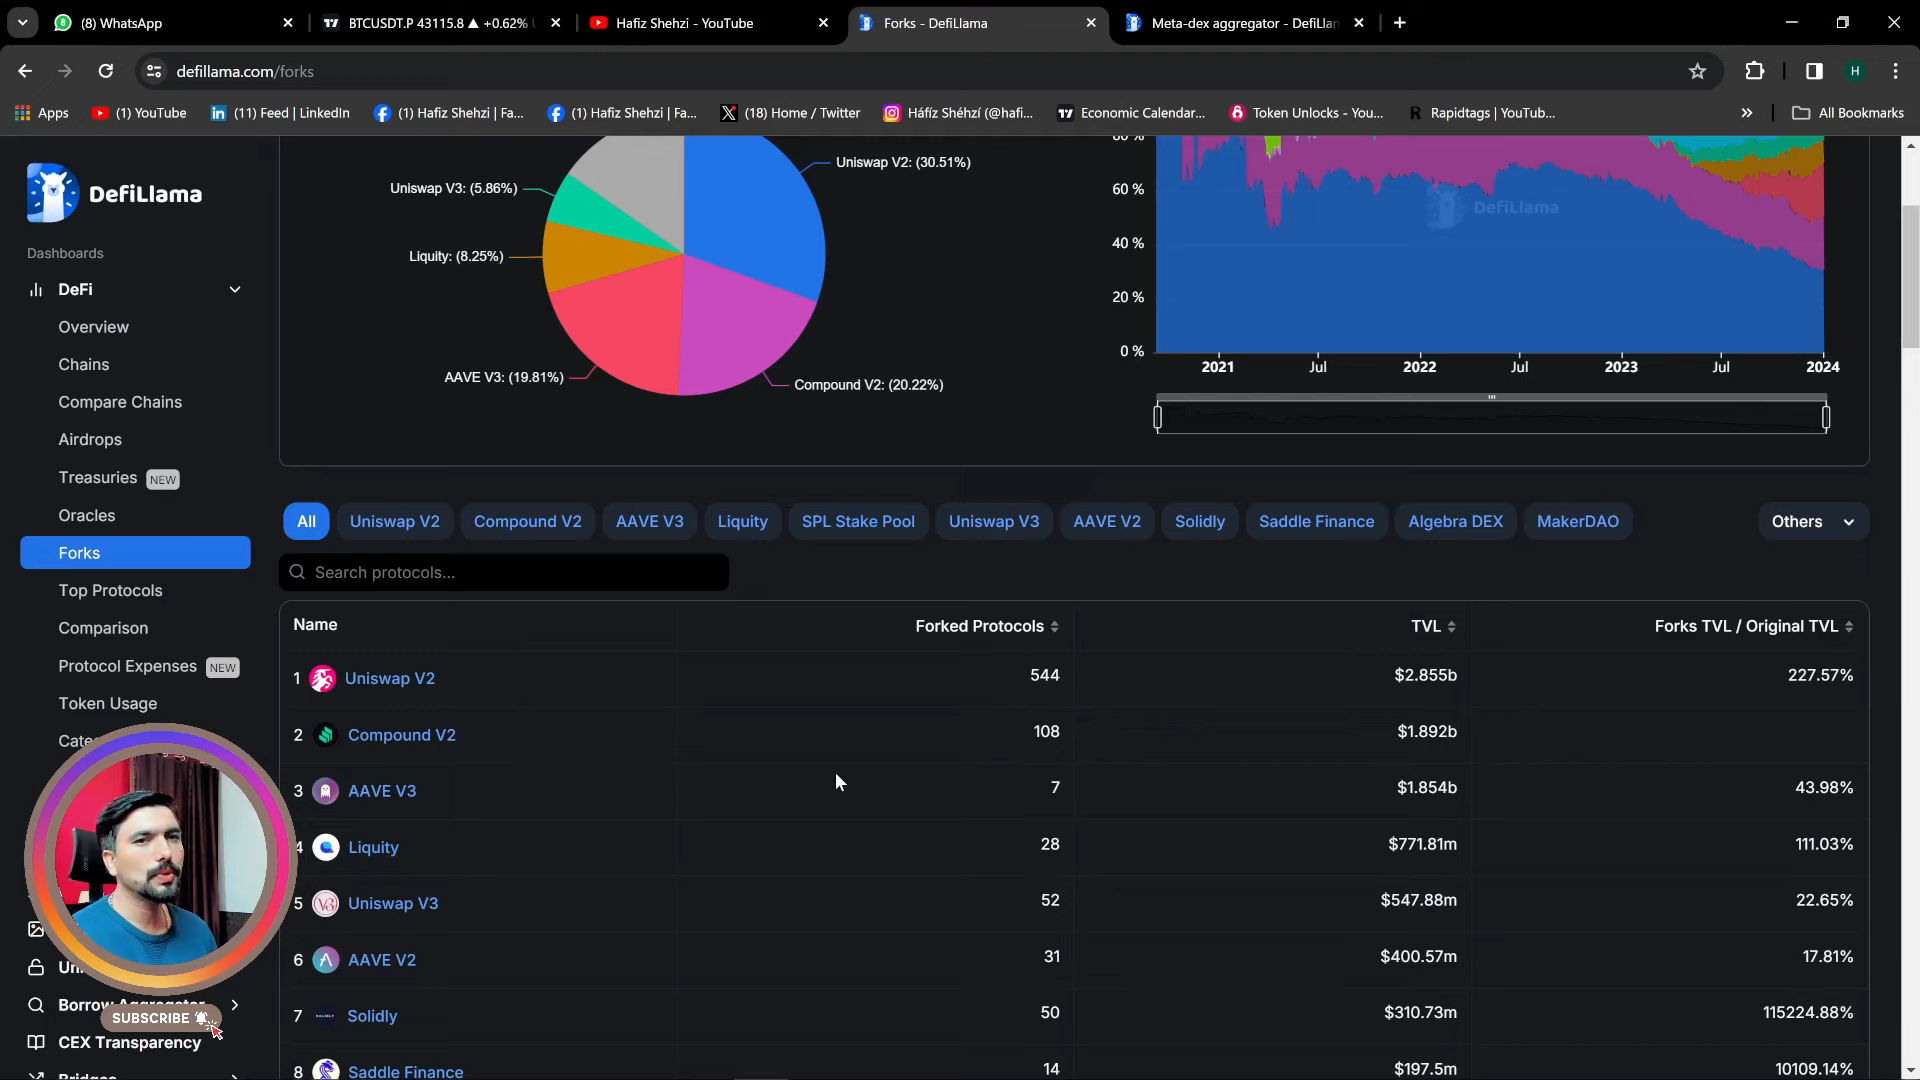 (8) WhatsApp
BTCUSDT.P 43115.8 ▲ +0.62%
Hafiz Shehzi - YouTube
Forks - DefiLlama
Meta-dex aggregator - DefiLlan
defillama.com/forks
H
Apps
(1) YouTube
(11) Feed | LinkedIn
(1) Hafiz Shehzi | Fa...
(1) Hafiz Shehzi | Fa...
(18) Home / Twitter
Háfíz Shéhzí (@hafi...
Economic Calendar...
Token Unlocks - You...
Rapidtags | YouTub...
All Bookmarks
DefiLlama
Dashboards
DeFi
Overview
Chains
Compare Chains
Airdrops
Treasuries NEW
Oracles
Forks
Top Protocols
Comparison
Protocol Expenses NEW
Token Usage
Borrow Aggregator
CEX Transparency
SUBSCRIBE
Uniswap V2: (30.51%)
Uniswap V3: (5.86%)
Liquity: (8.25%)
AAVE V3: (19.81%)
Compound V2: (20.22%)
80 %
60 %
40 %
20 %
0 %
DefiLlama
2021 Jul 2022 Jul 2023 Jul 2024
All Uniswap V2 Compound V2 AAVE V3 Liquity SPL Stake Pool Uniswap V3 AAVE V2 Solidly Saddle Finance Algebra DEX MakerDAO Others
Search protocols...
Name Forked Protocols TVL Forks TVL / Original TVL
1 Uniswap V2 544 $2.855b 227.57%
2 Compound V2 108 $1.892b
3 AAVE V3 7 $1.854b 43.98%
4 Liquity 28 $771.81m 111.03%
5 Uniswap V3 52 $547.88m 22.65%
6 AAVE V2 31 $400.57m 17.81%
7 Solidly 50 $310.73m 115224.88%
8 Saddle Finance 14 $197.5m 10109.14%